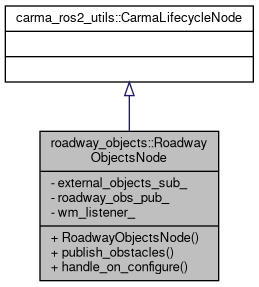 carma_ros2_utils::CarmaLifecycleNode
roadway_objects::Roadway
ObjectsNode
- external_objects_sub_
- roadway_obs_pub_
- wm_listener_
+ RoadwayObjectsNode()
+ publish_obstacles()
+ handle_on_configure()